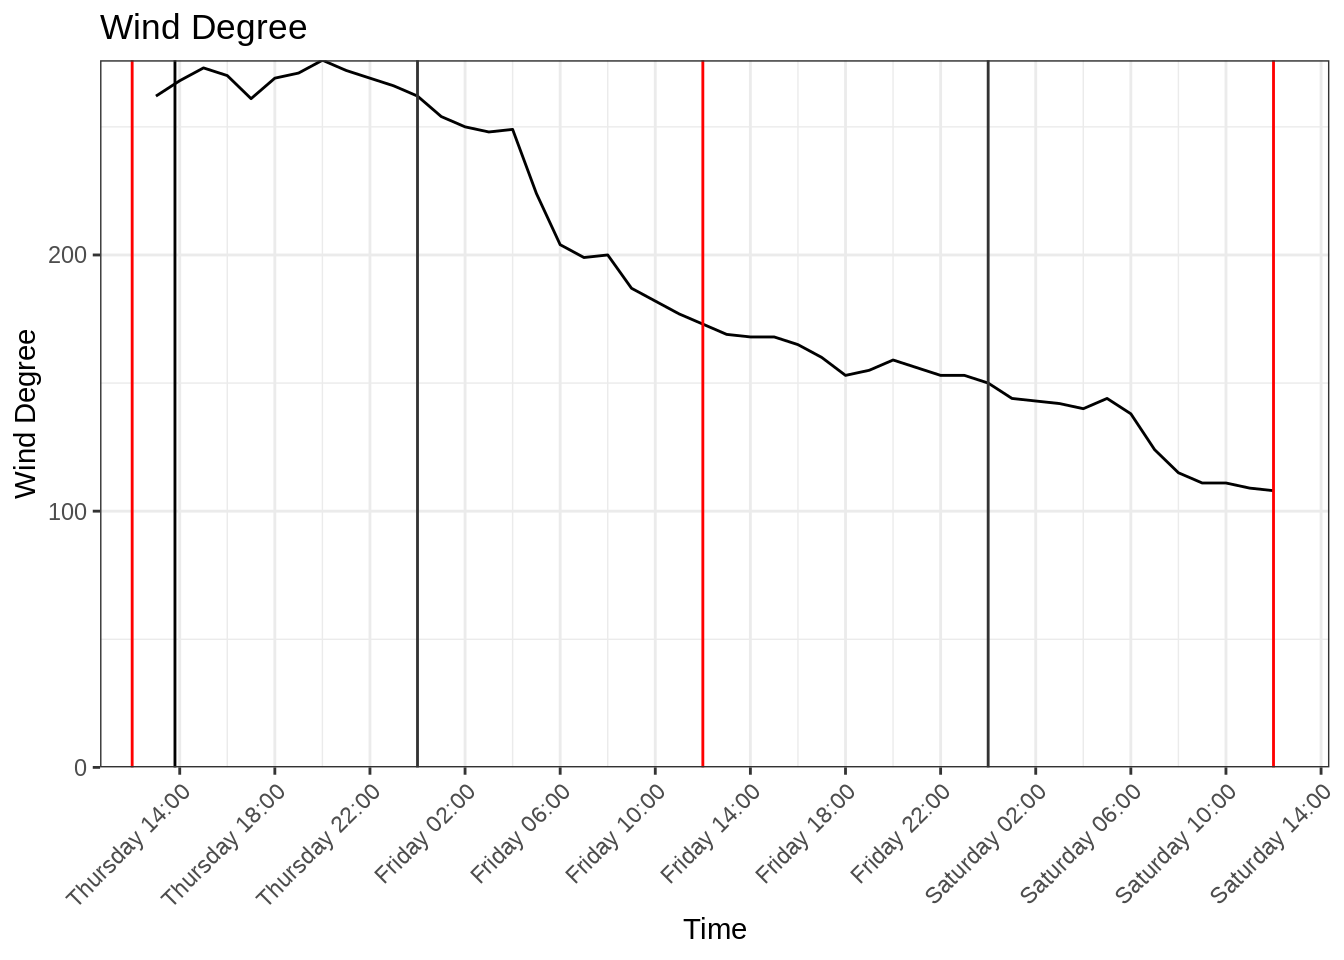 Wind Degree
Wind Degree
200
100
0
Thursday 14:00
Thursday 18:00
Thursday 22:00
Friday 02:00
Friday 06:00
Friday 10:00
Friday 14:00
Friday 18:00
Friday 22:00
Saturday 02:00
Saturday 06:00
Saturday 10:00
Saturday 14:00
Time